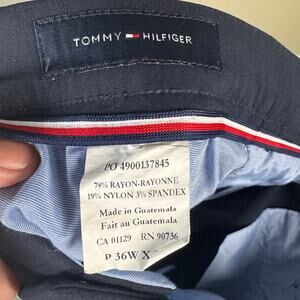 TOMMY HILFIGER
PO 4900137845
78% RAYON-RAYONNE
19% NYLON 3% SPANDEX
Made in Guatemala
Fait au Guatemala
CA 01129 RN 90736
P 36W X